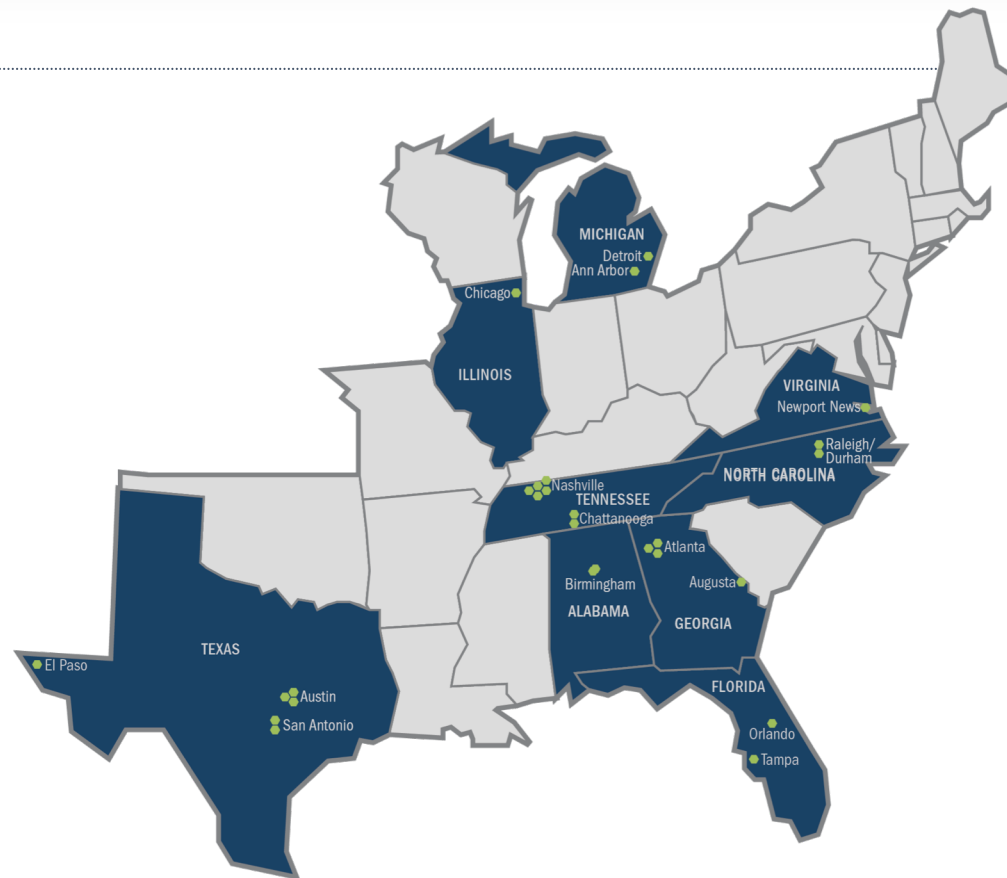 MICHIGAN
Detroit
Ann Arbor
Chicago
ILLINOIS
VIRGINIA
Newport News
Raleigh/
Durham
NORTH CAROLINA
Nashville
TENNESSEE
Chattanooga
Atlanta
Augusta
Birmingham
ALABAMA
GEORGIA
TEXAS
El Paso
Austin
San Antonio
FLORIDA
Orlando
Tampa